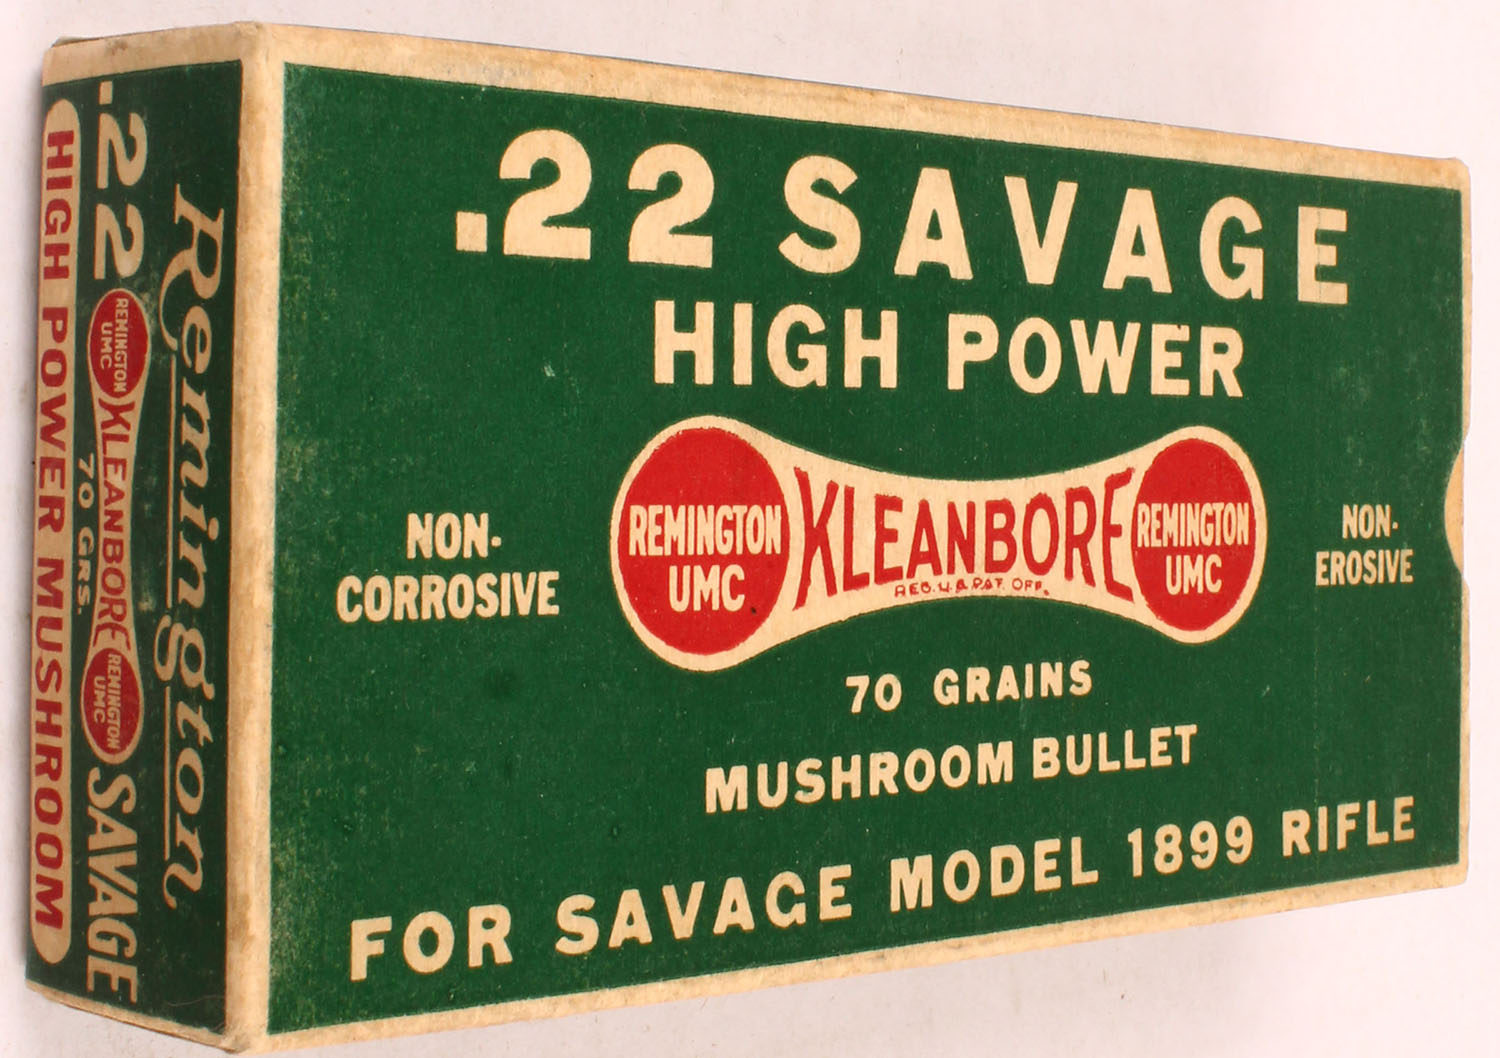 .22 SAVAGE
HIGH POWER
NON-
CORROSIVE
REMINGTON
UMC
KLEANBORE
REG. U.S. PAT. OFF.
REMINGTON
UMC
NON-
EROSIVE
70 GRAINS
MUSHROOM BULLET
FOR SAVAGE MODEL 1899 RIFLE
Remington
.22
REMINGTON
UMC
KLEANBORE
REMINGTON
UMC
SAVAGE
70 GRS.
HIGH POWER MUSHROOM